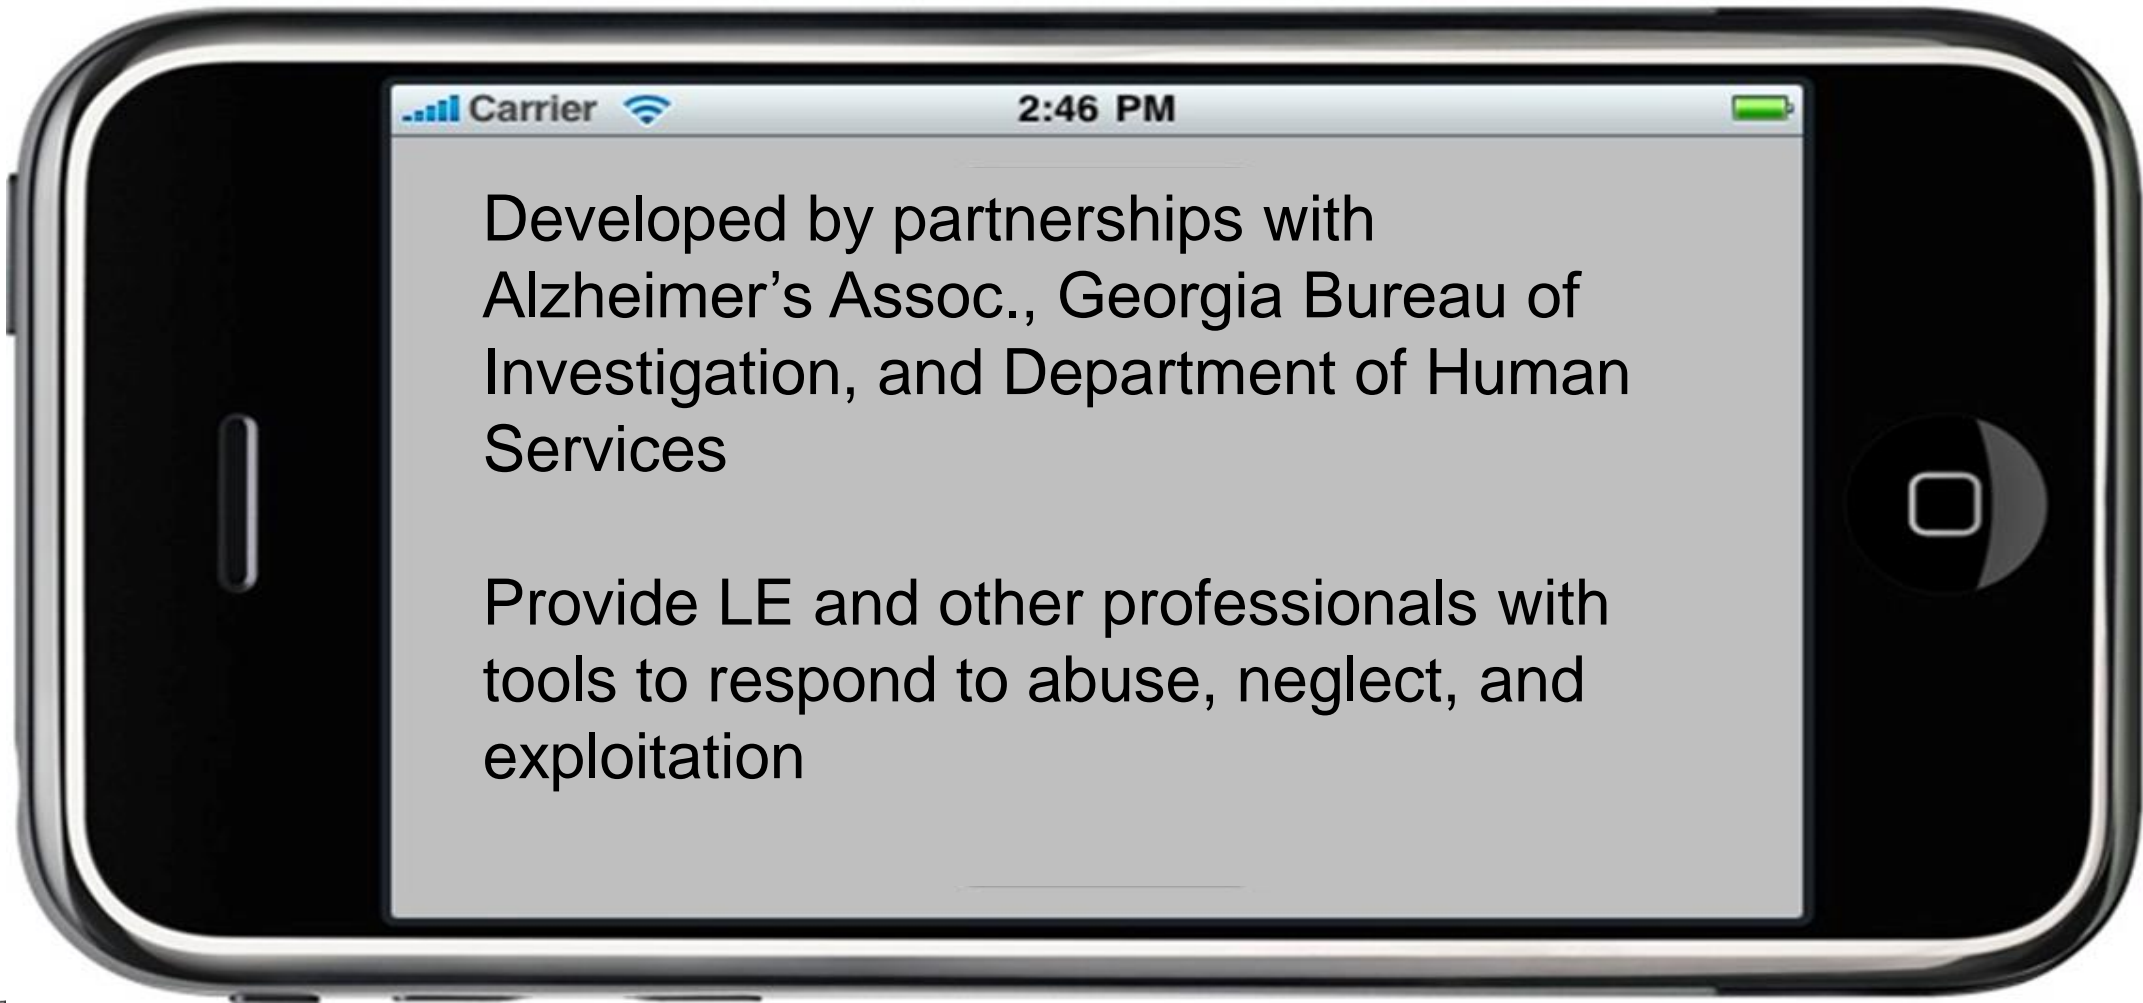 Carrier 2:46 PM
Developed by partnerships with
Alzheimer’s Assoc., Georgia Bureau of
Investigation, and Department of Human
Services
Provide LE and other professionals with
tools to respond to abuse, neglect, and
exploitation